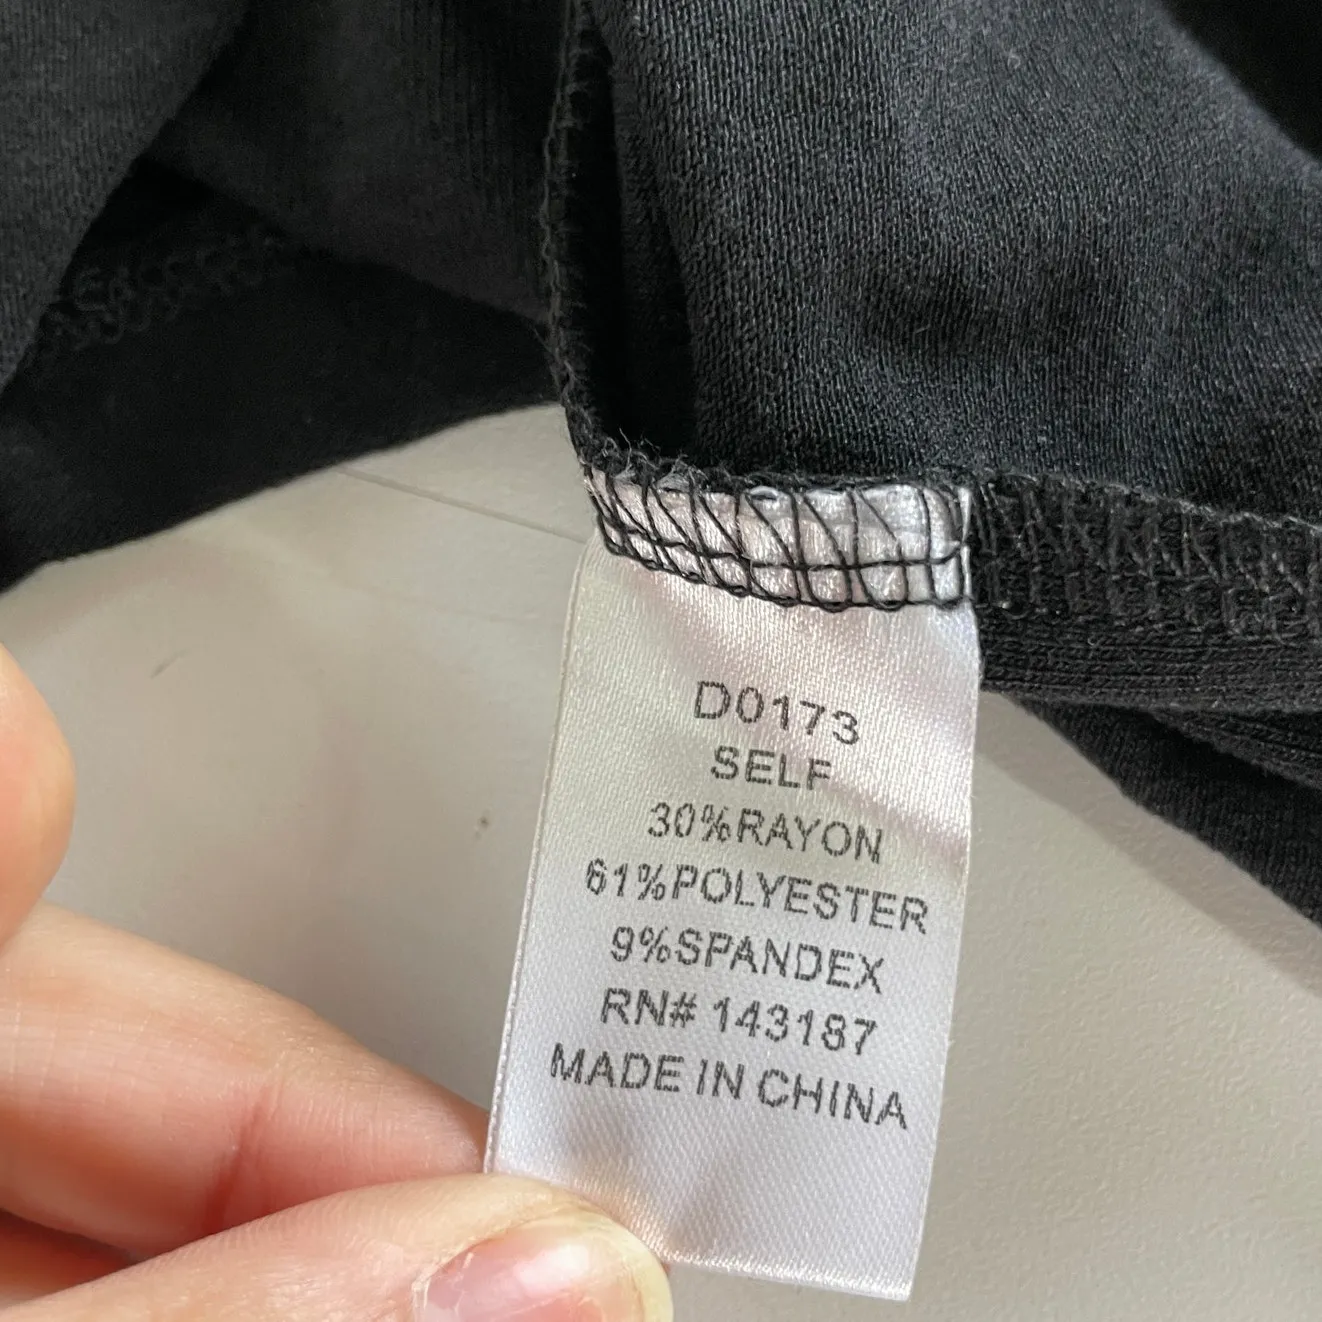 D0173
SELF
30%RAYON
61%POLYESTER
9%SPANDEX
RN# 143187
MADE IN CHINA